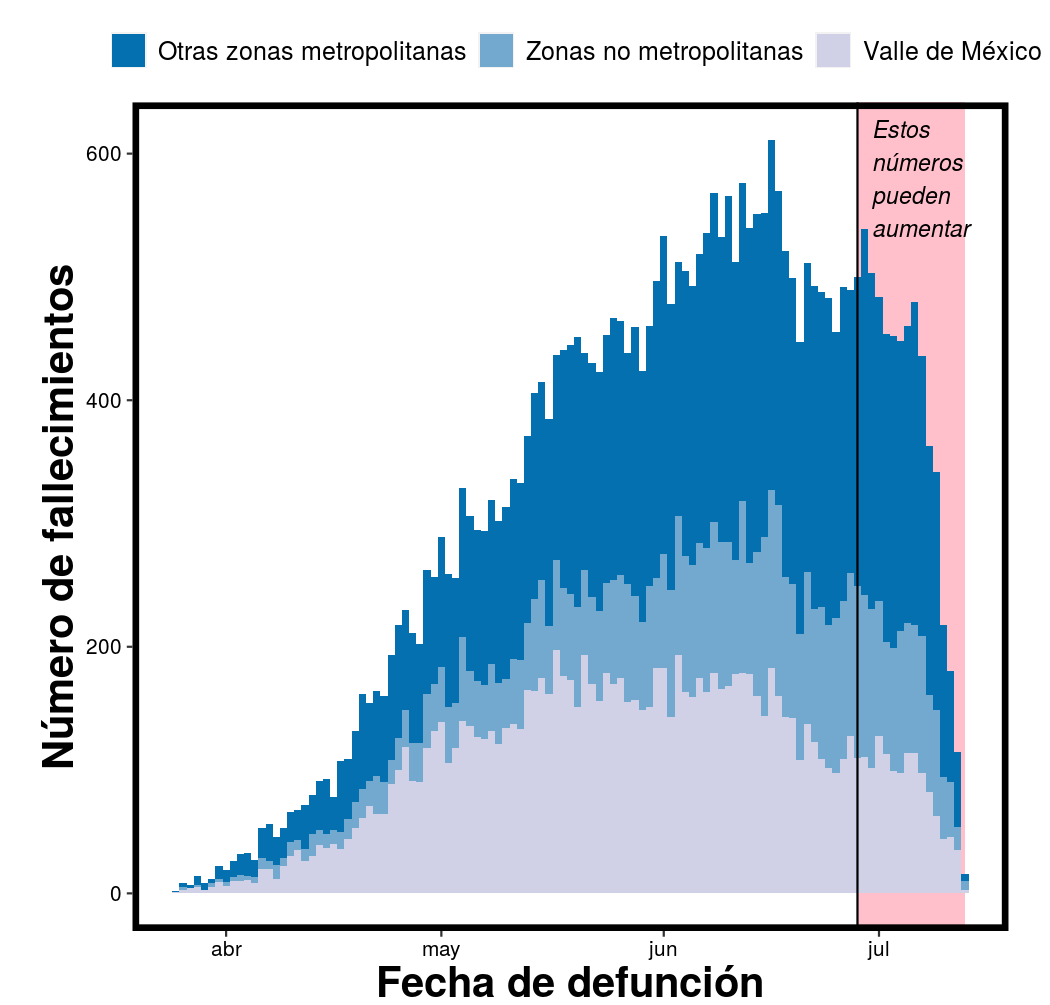 Otras zonas metropolitanas Zonas no metropolitanas Valle de México
Estos
números
pueden
aumentar
Número de fallecimientos
600
400
200
0
abr may jun jul
Fecha de defunción